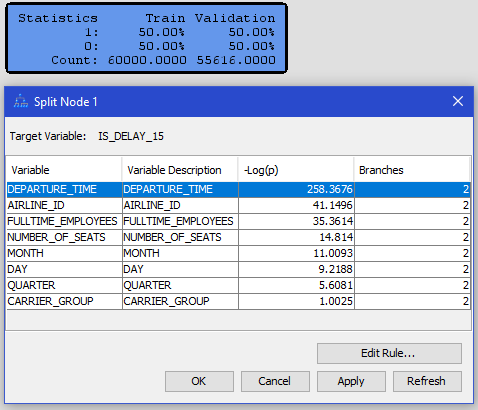 Statistics Train Validation
1: 50.00% 50.00%
0: 50.00% 50.00%
Count: 60000.0000 55616.0000
Split Node 1
Target Variable: IS_DELAY_15
Variable Variable Description -Log(p) Branches
DEPARTURE_TIME DEPARTURE_TIME 258.3676 2
AIRLINE_ID AIRLINE_ID 41.1496 2
FULLTIME_EMPLOYEES FULLTIME_EMPLOYEES 35.3614 2
NUMBER_OF_SEATS NUMBER_OF_SEATS 14.814 2
MONTH MONTH 11.0093 2
DAY DAY 9.2188 2
QUARTER QUARTER 5.6081 2
CARRIER_GROUP CARRIER_GROUP 1.0025 2
Edit Rule...
OK Cancel Apply Refresh